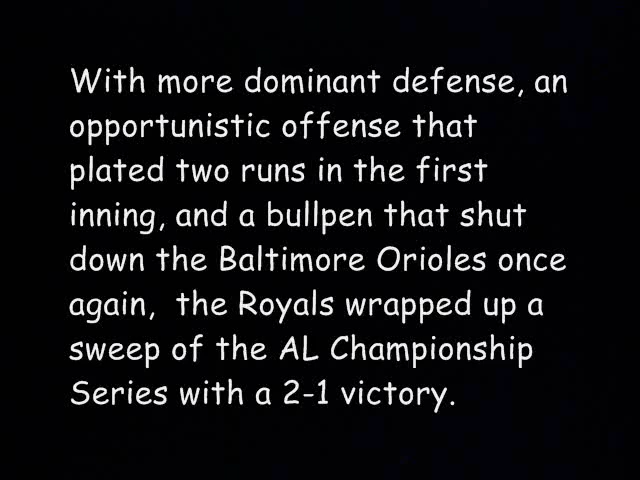 With more dominant defense, an
opportunistic offense that
plated two runs in the first
inning, and a bullpen that shut
down the Baltimore Orioles once
again,  the Royals wrapped up a
sweep of the AL Championship
Series with a 2-1 victory.